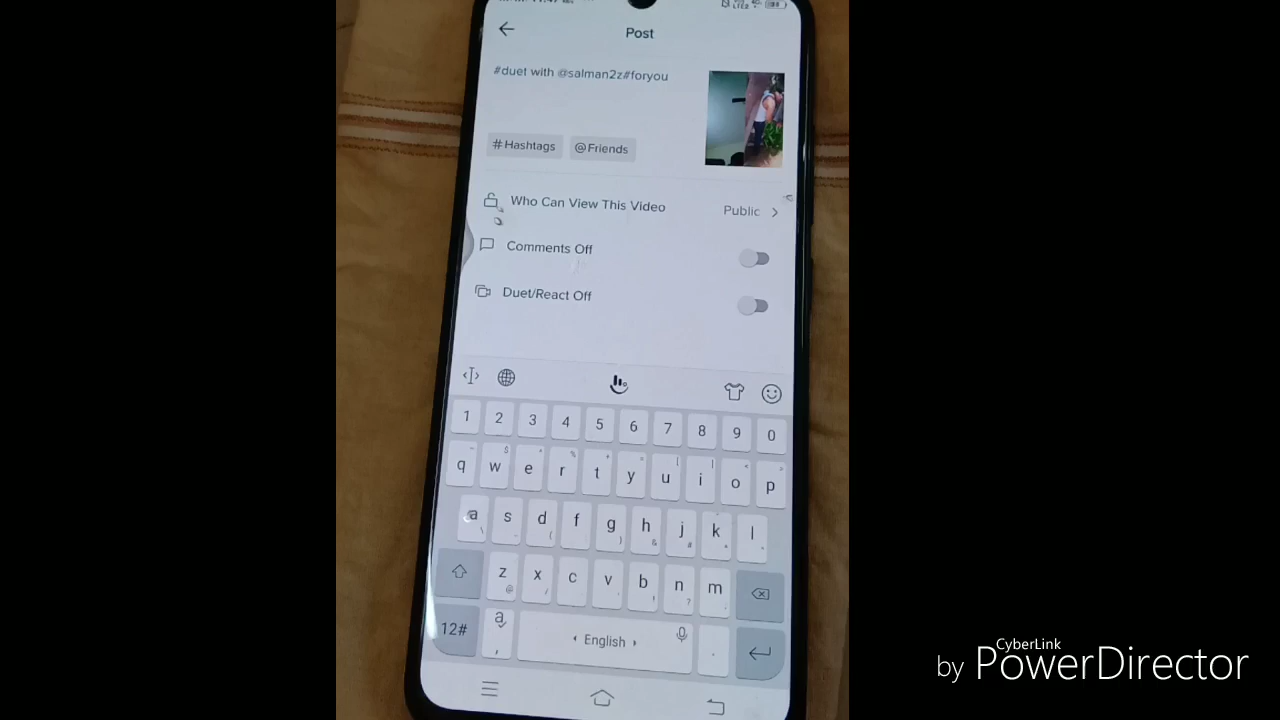 Post
#duet with @salman2z#foryou
#Hashtags @Friends
Who Can View This Video Public
Comments Off
Duet/React Off
1 2 3 4 5 6 7 8 9 0
q w e r t y u i o p
a s d f g h j k l
z x c v b n m
12# , English .
CyberLink
by PowerDirector